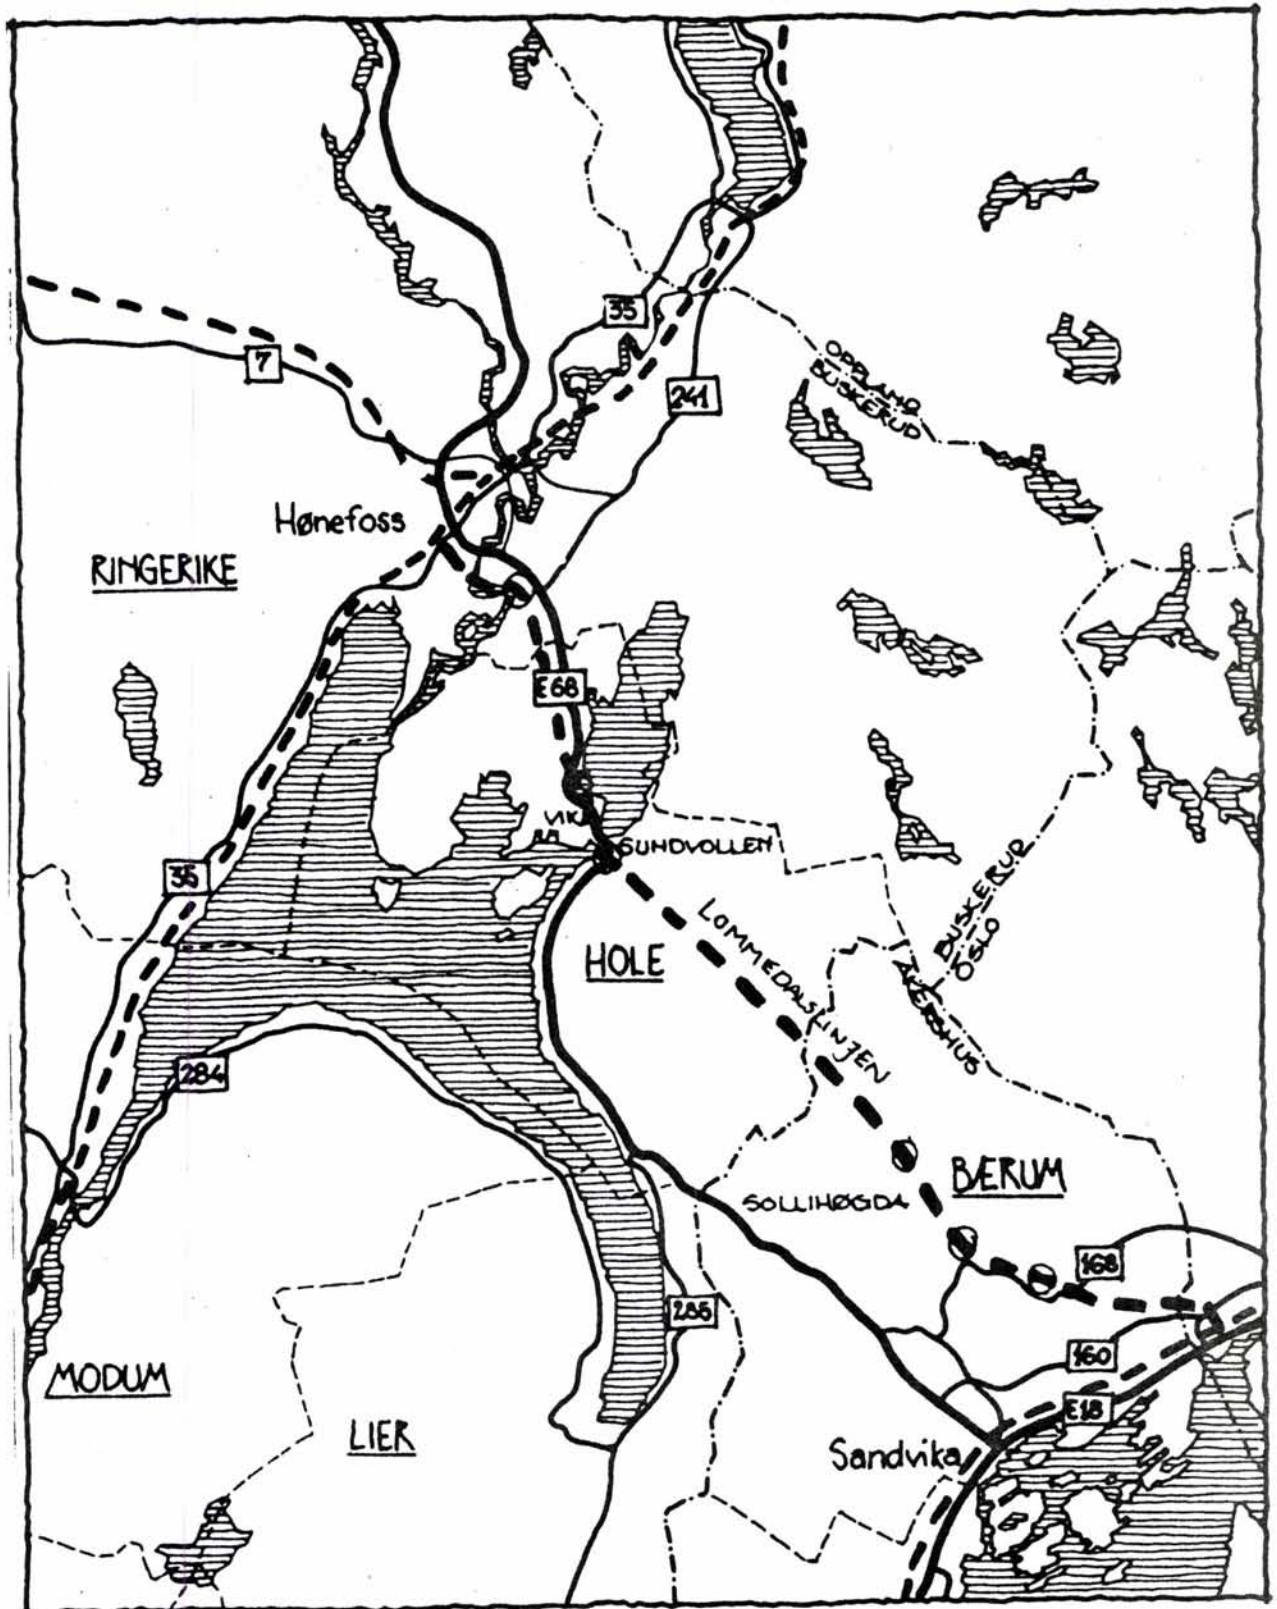 35
7
241
OPPLAND
BUSKERUD
Hønefoss
RINGERIKE
E68
VIK
SUNDVOLLEN
35
LOMMEDALSLINJEN
BUSKERUD
OSLO
HOLE
AKERSHUS
284
BÆRUM
SOLLIHØGDA
168
285
160
MODUM
E18
LIER
Sandvika